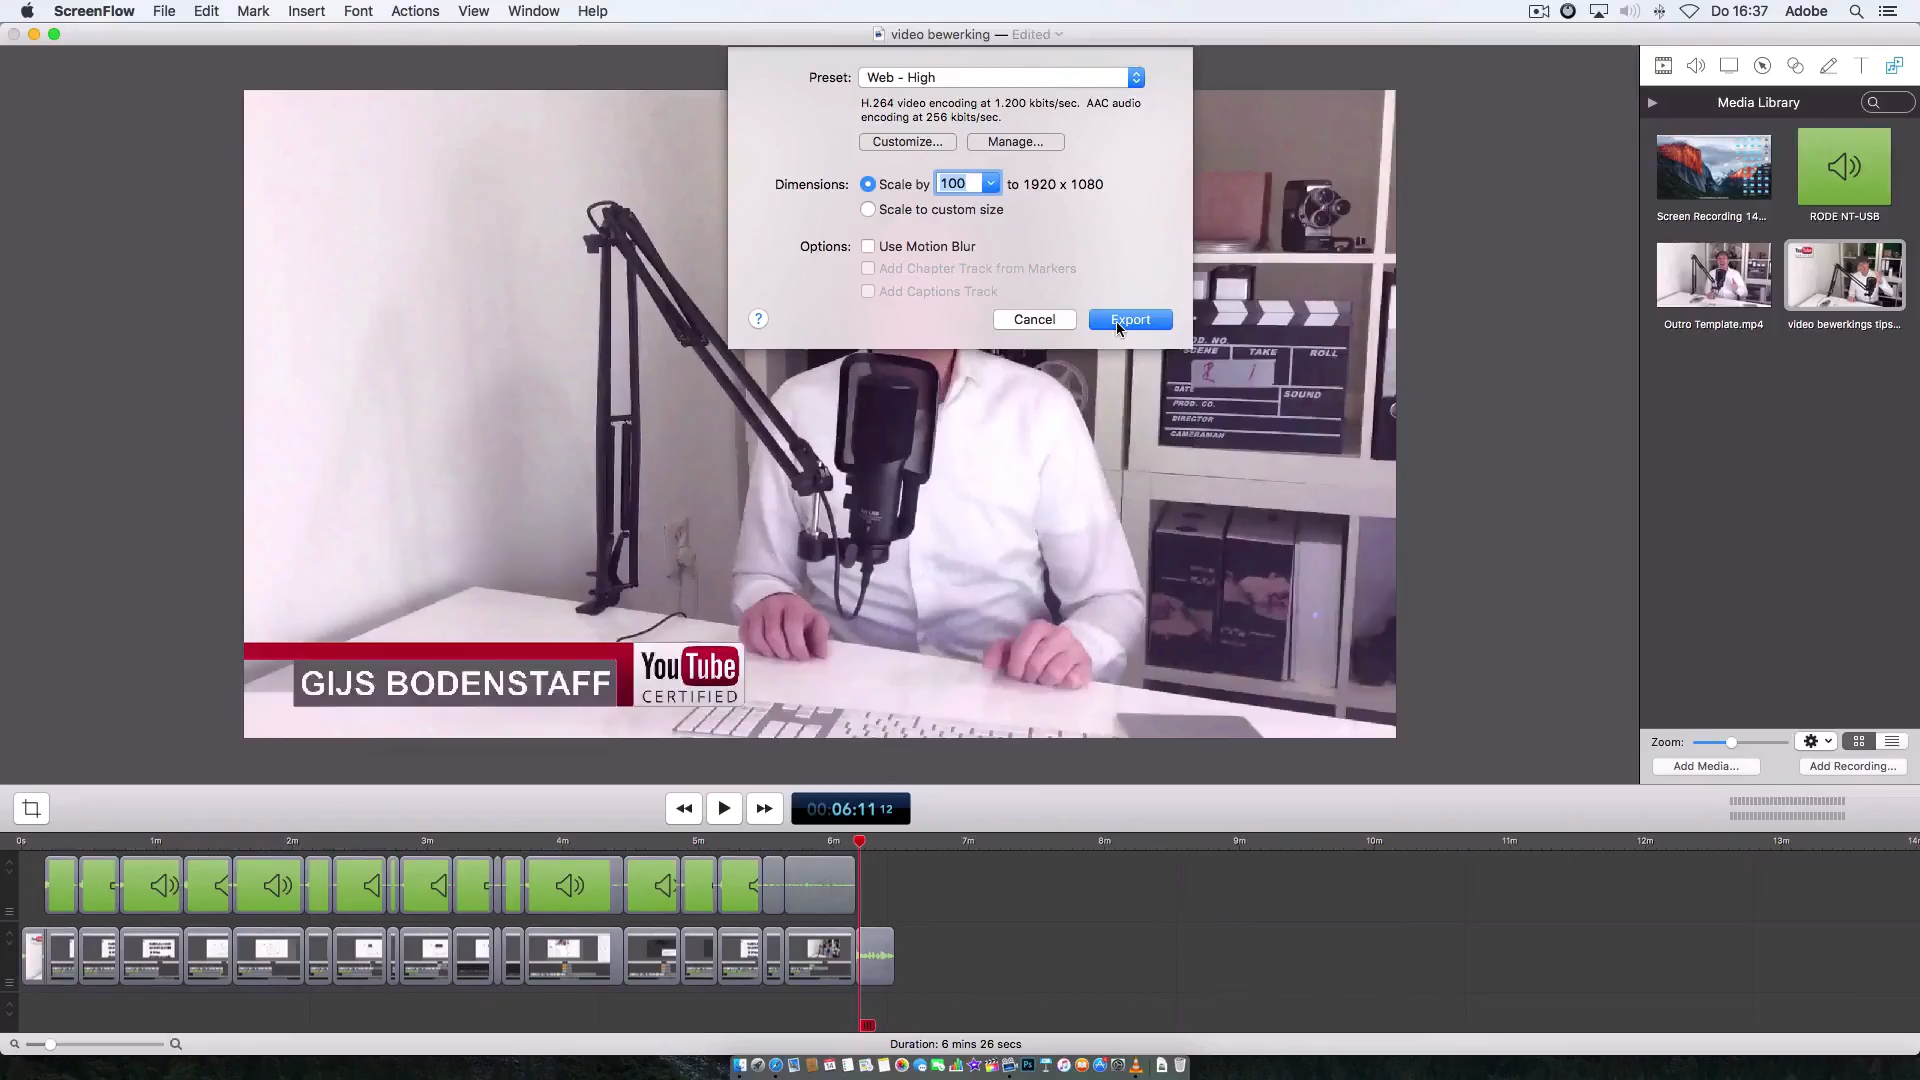 ScreenFlow File Edit Mark Insert Font Actions View Window Help Do 16:37 Adobe
video bewerking — Edited
Preset: Web - High
H.264 video encoding at 1.200 kbits/sec. AAC audio
encoding at 256 kbits/sec.
Customize... Manage...
Dimensions: Scale by 100 to 1920 x 1080
Scale to custom size
Options: Use Motion Blur
Add Chapter Track from Markers
Add Captions Track
? Cancel Export
Media Library
Screen Recording 14... RODE NT-USB
Outro Template.mp4 video bewerkings tips...
SCENE TAKE ROLL
DATE SOUND
PROD. CO.
DIRECTOR
CAMERAMAN
GIJS BODENSTAFF
YouTube
CERTIFIED
Zoom:
Add Media... Add Recording...
00:06:11 12
0s 1m 2m 3m 4m 5m 6m 7m 8m 9m 10m 11m 12m 13m
Duration: 6 mins 26 secs